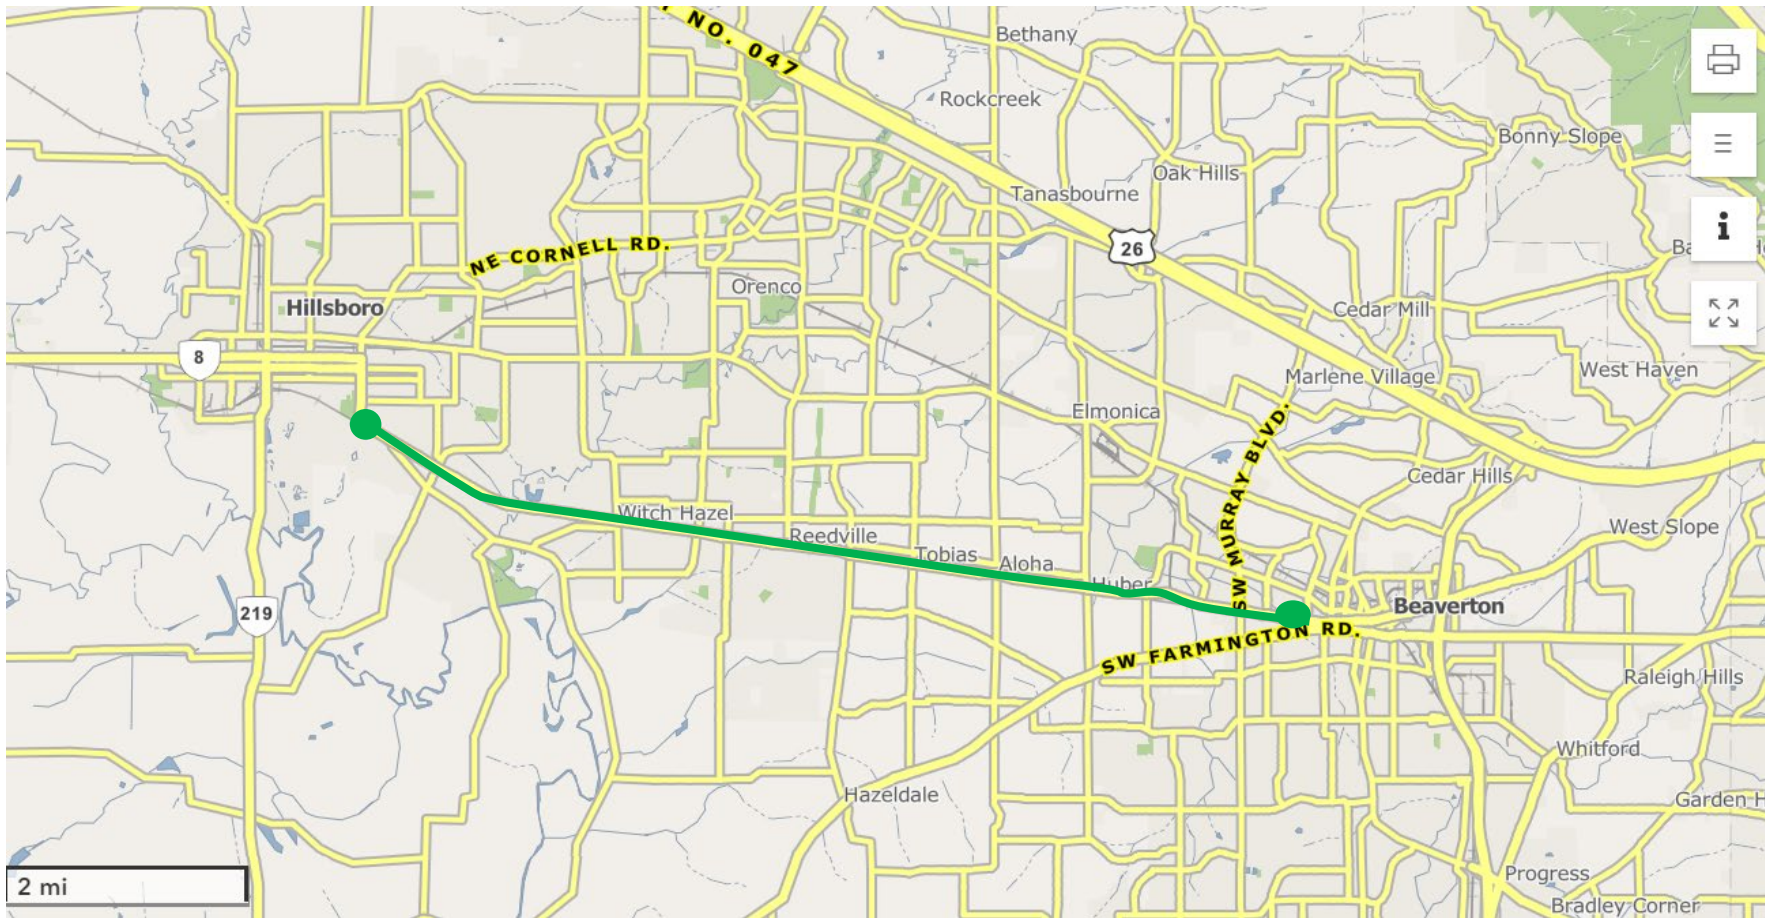 Y NO. 047
Bethany
Rockcreek
Bonny Slope
Oak Hills
Tanasbourne
NE CORNELL RD.
26
Orenco
Hillsboro
Cedar Mill
8
West Haven
Marlene Village
Elmonica
SW MURRAY BLVD.
Cedar Hills
Witch Hazel
West Slope
Reedville
Tobias
Aloha
Huber
219
Beaverton
SW FARMINGTON RD.
Raleigh Hills
Whitford
Hazeldale
Garden H
Progress
2 mi
Bradley Corner